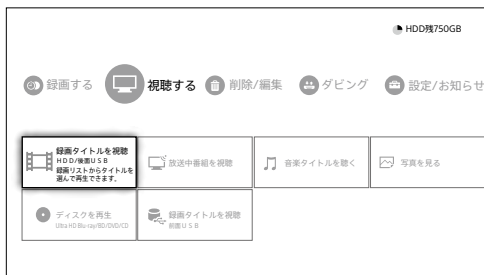 HDD残750GB
録画する 視聴する 削除/編集 ダビング 設定/お知らせ
録画タイトルを視聴
HDD/後面USB
録画リストからタイトルを
選んで再生できます。
放送中番組を視聴
音楽タイトルを聴く
写真を見る
ディスクを再生
Ultra HD Blu-ray/BD/DVD/CD
録画タイトルを視聴
前面USB